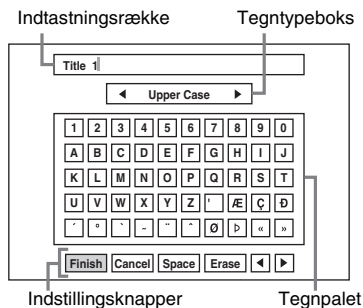 Indtastningsrække Tegntypeboks
Title 1
◄ Upper Case ►
1 2 3 4 5 6 7 8 9 0
A B C D E F G H I J
K L M N O P Q R S T
U V W X Y Z ' Æ Ç Đ
´ ° ` ~ ¨ ^ Ø Þ « »
Finish Cancel Space Erase ◄ ►
Indstillingsknapper Tegnpalet